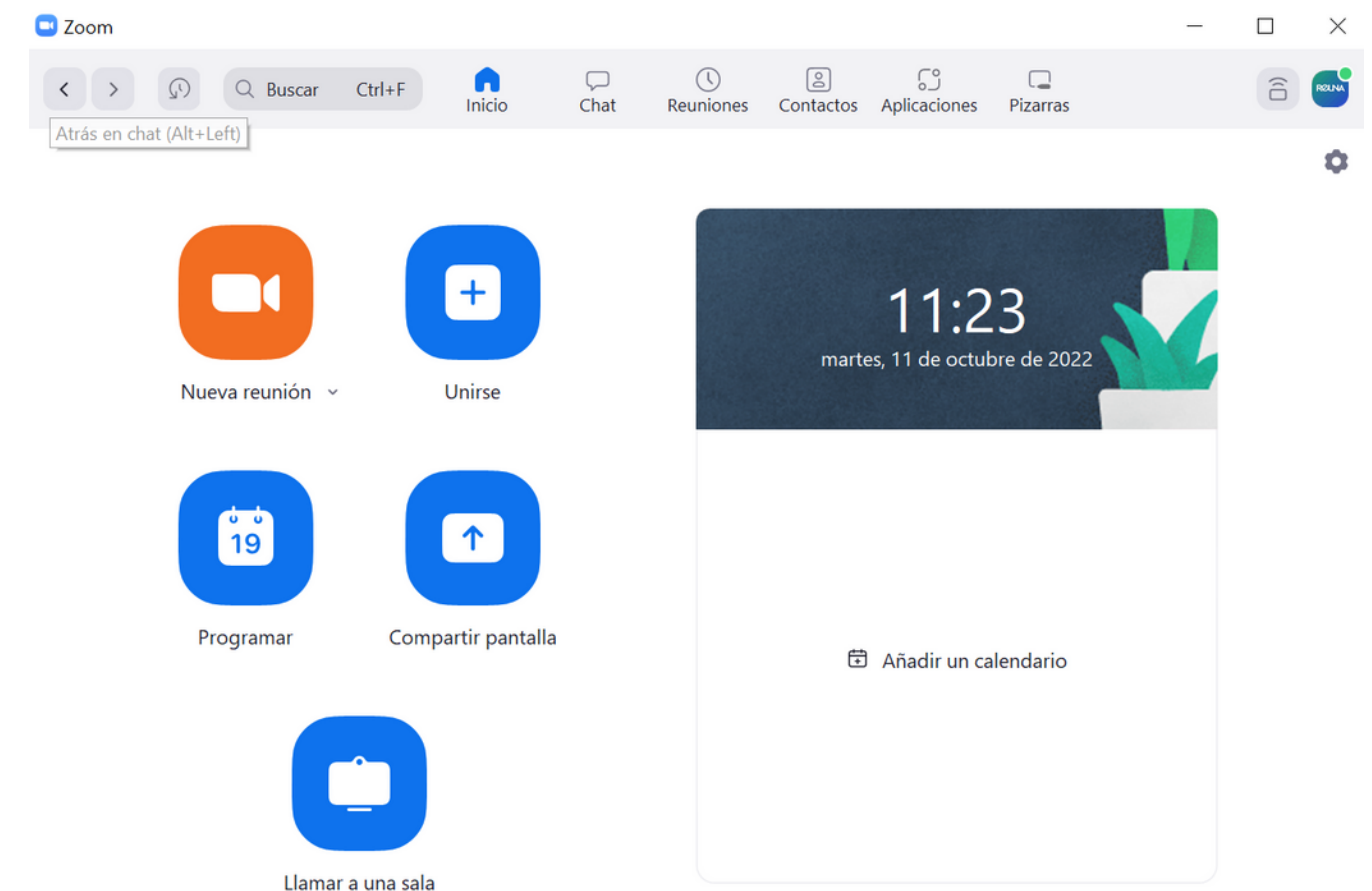 Zoom
Buscar Ctrl+F
Inicio
Chat
Reuniones
Contactos
Aplicaciones
Pizarras
REUNA
Atrás en chat (Alt+Left)
11:23
martes, 11 de octubre de 2022
Nueva reunión
Unirse
19
Programar
Compartir pantalla
Añadir un calendario
Llamar a una sala